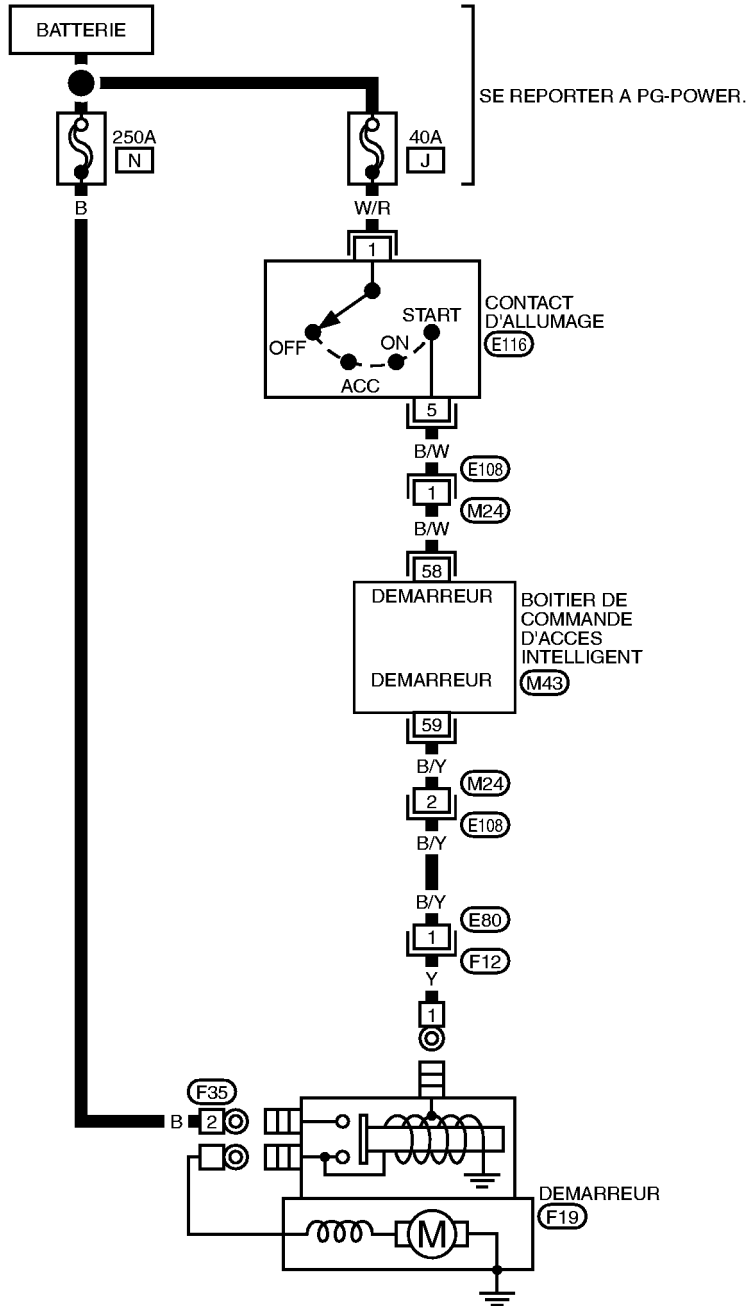 BATTERIE
SE REPORTER A PG-POWER.
250A
N
40A
J
B
W/R
1
CONTACT
D'ALLUMAGE
E116
OFF
ACC
ON
START
5
B/W
E108
1
M24
B/W
58
DEMARREUR
BOITIER DE
COMMANDE
D'ACCES
INTELLIGENT
M43
DEMARREUR
59
B/Y
M24
2
E108
B/Y
B/Y
E80
1
F12
Y
1
F35
B
2
DEMARREUR
F19
M